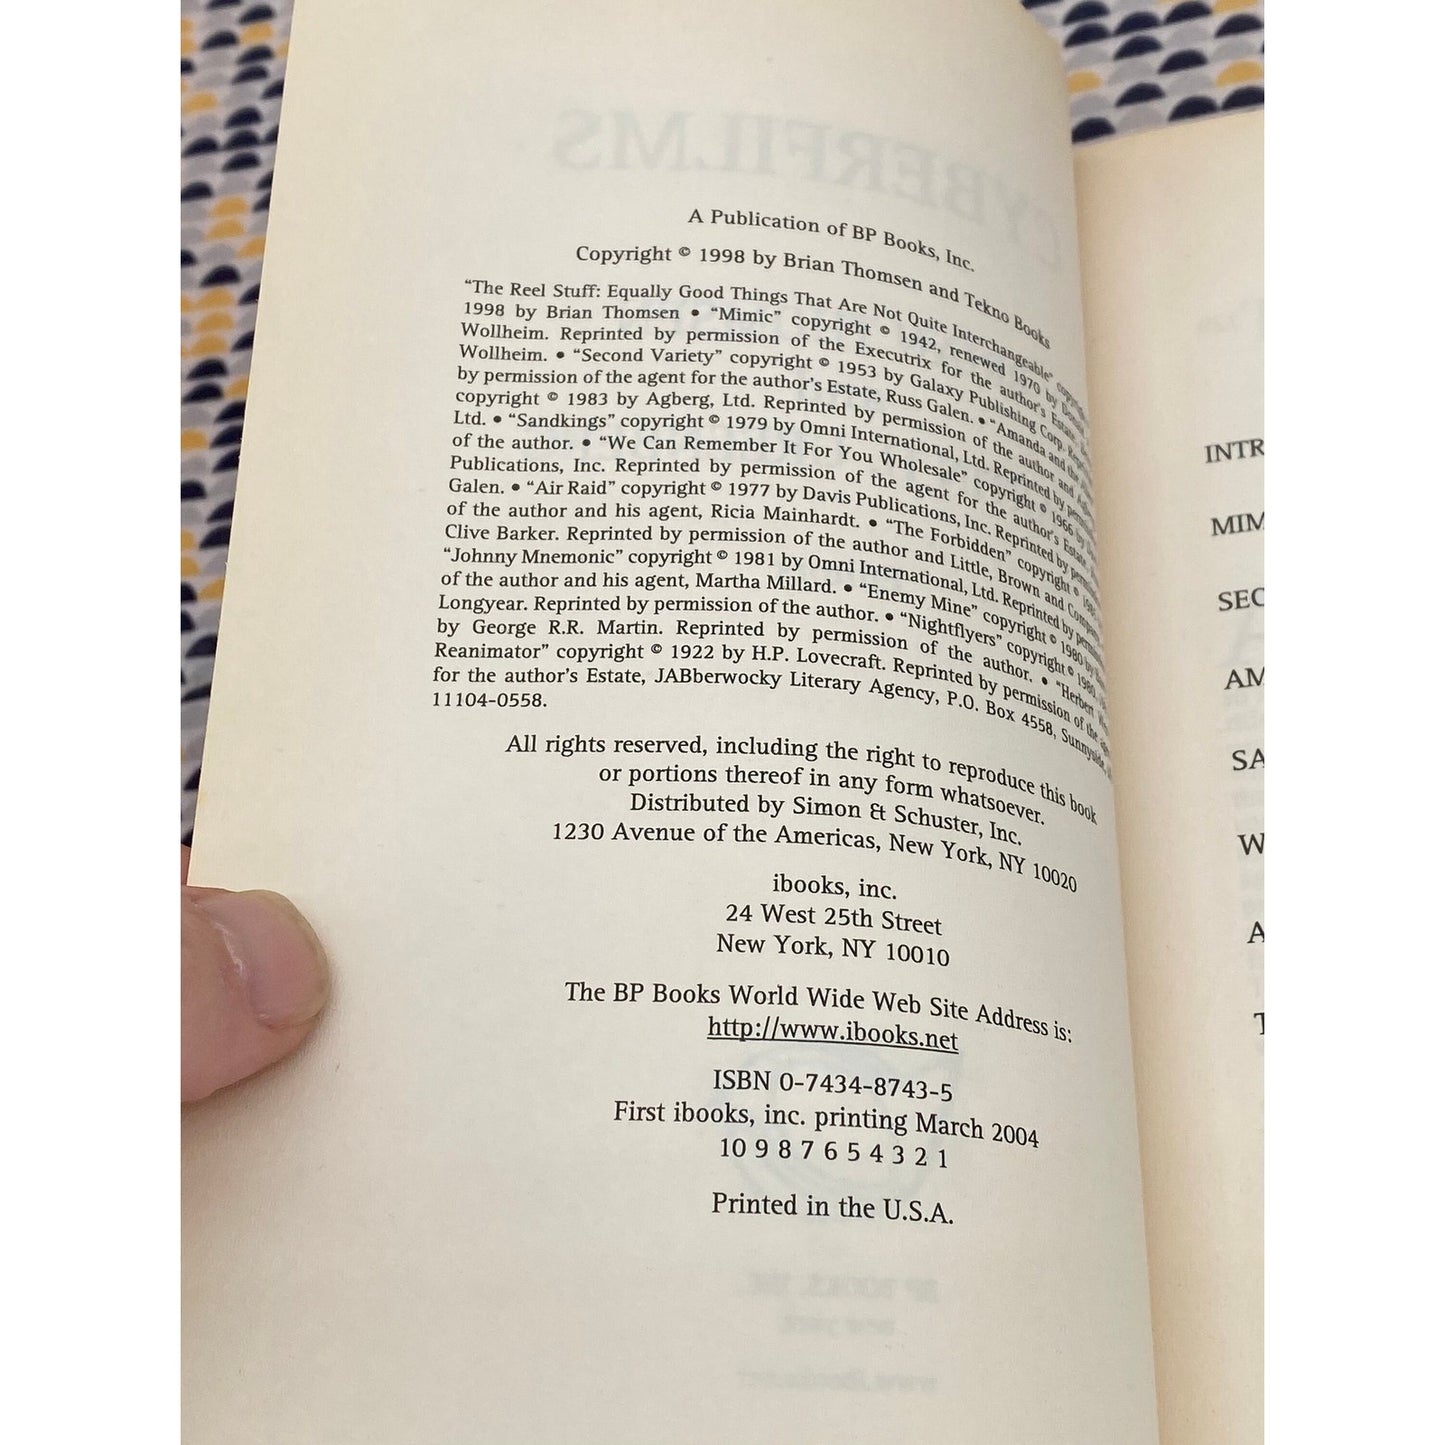 A Publication of BP Books, Inc.
Copyright © 1998 by Brian Thomsen and Tekno Books
“The Reel Stuff: Equally Good Things That Are Not Quite Interchangeable”
1998 by Brian Thomsen • “Mimic” copyright © 1942, renewed 1970 by Donald
Wollheim. Reprinted by permission of the Executrix for the author's Estate
Wollheim. • “Second Variety” copyright © 1953 by Galaxy Publishing Corp.
by permission of the agent for the author's Estate, Russ Galen. • “Amanda and the
copyright © 1983 by Agberg, Ltd. Reprinted by permission of the author and
Ltd. • “Sandkings” copyright © 1979 by Omni International, Ltd. Reprinted by
of the author. • “We Can Remember It For You Wholesale” copyright © 1966 by
Publications, Inc. Reprinted by permission of the agent for the author's Estate,
Galen. • “Air Raid” copyright © 1977 by Davis Publications, Inc. Reprinted by
of the author and his agent, Ricia Mainhardt. • “The Forbidden” copyright ©
Clive Barker. Reprinted by permission of the author and Little, Brown and Company
“Johnny Mnemonic” copyright © 1981 by Omni International, Ltd. Reprinted by
of the author and his agent, Martha Millard. • “Enemy Mine” copyright © 1980 by
Longyear. Reprinted by permission of the author. • “Nightflyers” copyright © 1980,
by George R.R. Martin. Reprinted by permission of the author. • “Herbert
Reanimator” copyright © 1922 by H.P. Lovecraft. Reprinted by permission of the
for the author's Estate, JABberwocky Literary Agency, P.O. Box 4558, Sunnyside,
11104-0558.
All rights reserved, including the right to reproduce this book
or portions thereof in any form whatsoever.
Distributed by Simon & Schuster, Inc.
1230 Avenue of the Americas, New York, NY 10020
ibooks, inc.
24 West 25th Street
New York, NY 10010
The BP Books World Wide Web Site Address is:
http://www.ibooks.net
ISBN 0-7434-8743-5
First ibooks, inc. printing March 2004
10 9 8 7 6 5 4 3 2 1
Printed in the U.S.A.
INTR
MIM
SEC
AM
SA
W
A
T